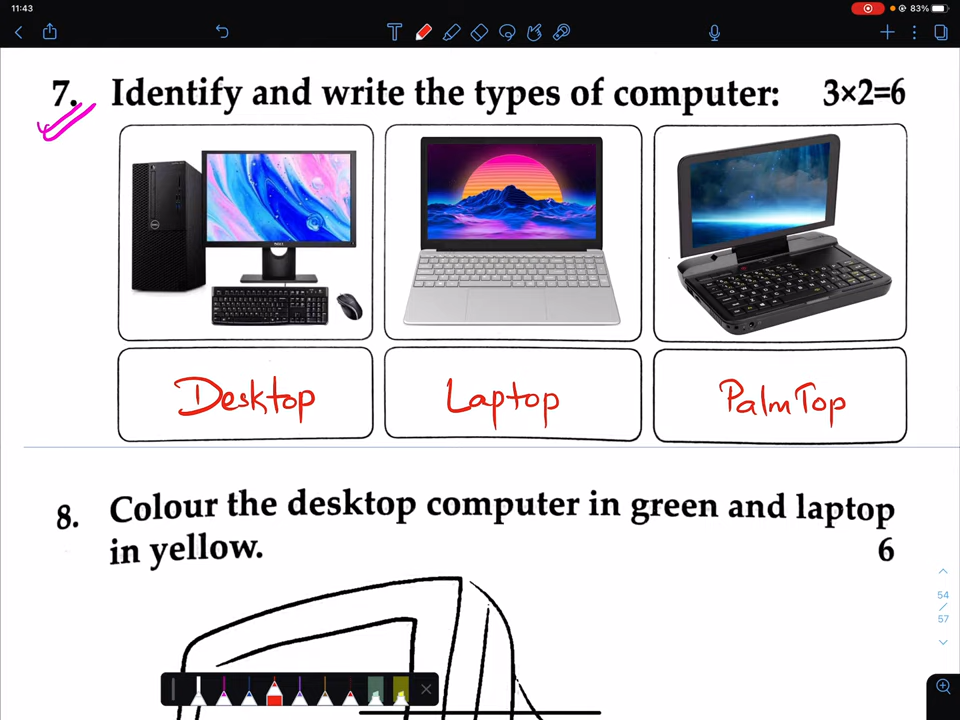 11:43
83%
7. Identify and write the types of computer: 3×2=6
Desktop
Laptop
PalmTop
8. Colour the desktop computer in green and laptop
in yellow. 6
54
/
57